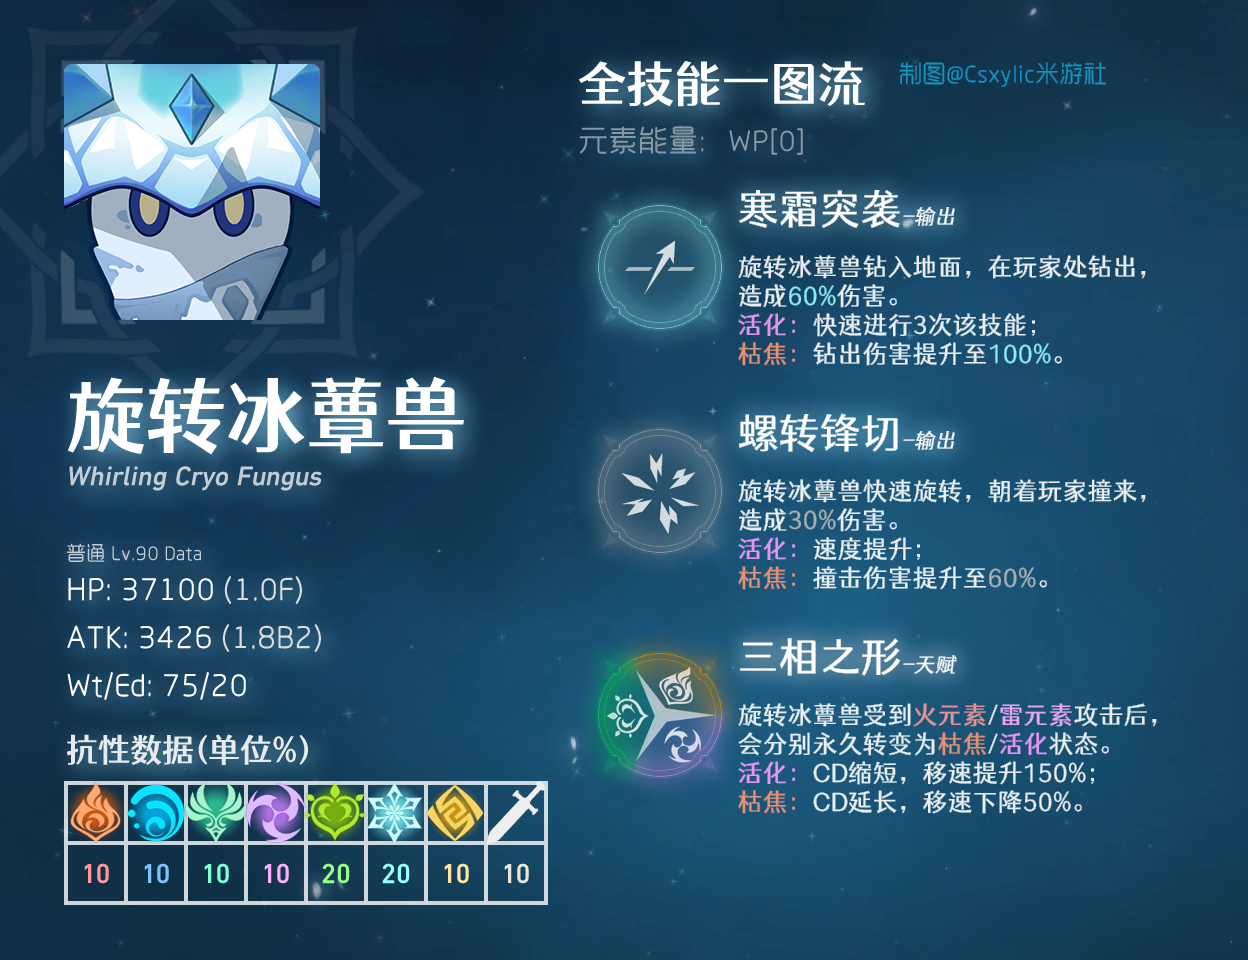 全技能一图流
制图@Csxylic米游社
元素能量：WP[0]
寒霜突袭-输出
旋转冰蕈兽钻入地面，在玩家处钻出，
造成60%伤害。
活化：快速进行3次该技能；
枯焦：钻出伤害提升至100%。
旋转冰蕈兽
Whirling Cryo Fungus
螺转锋切-输出
旋转冰蕈兽快速旋转，朝着玩家撞来，
造成30%伤害。
活化：速度提升；
枯焦：撞击伤害提升至60%。
普通 Lv.90 Data
HP: 37100 (1.0F)
ATK: 3426 (1.8B2)
Wt/Ed: 75/20
三相之形-天赋
旋转冰蕈兽受到火元素/雷元素攻击后，
会分别永久转变为枯焦/活化状态。
活化：CD缩短，移速提升150%；
枯焦：CD延长，移速下降50%。
抗性数据(单位%)
10 10 10 10 20 20 10 10